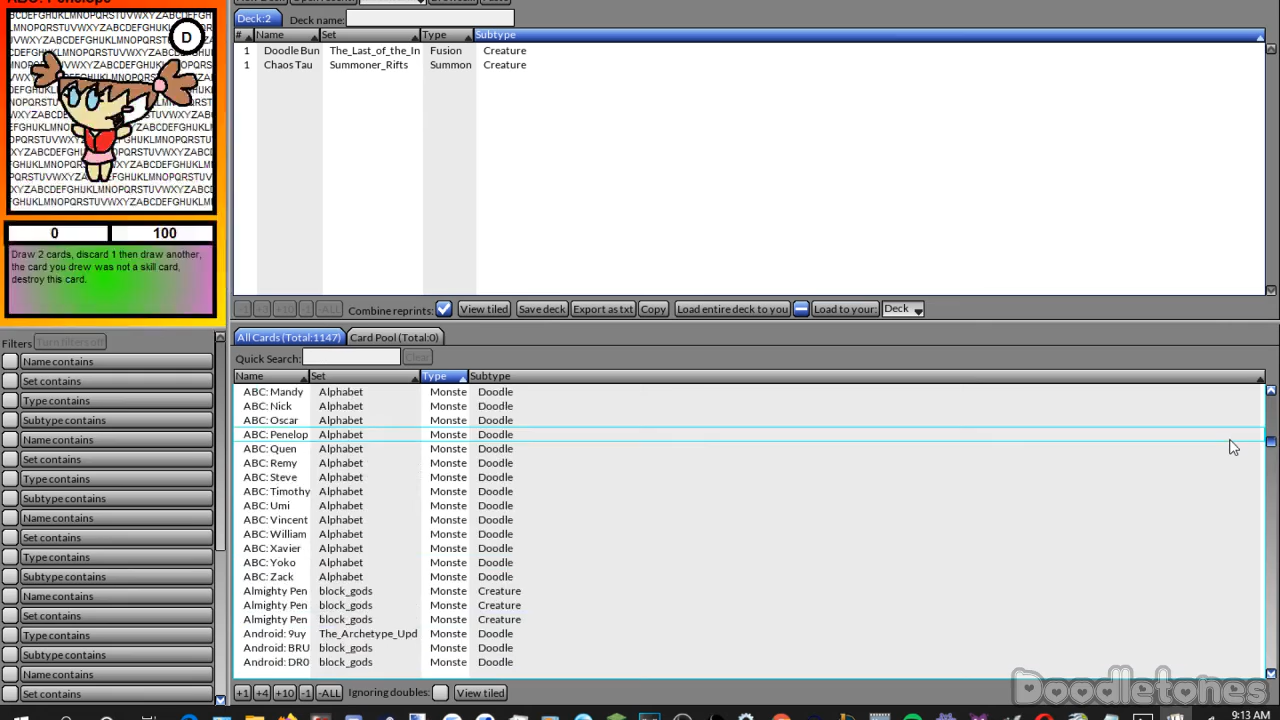 ABC: Penelope
D
0 100
Draw 2 cards, discard 1 then draw another,
the card you drew was not a skill card,
destroy this card.
Deck:2 Deck name:
# Name Set Type Subtype
1 Doodle Bun The_Last_of_the_In Fusion Creature
1 Chaos Tau Summoner_Rifts Summon Creature
-1 +1 +10 -1 -ALL Combine reprints: View tiled Save deck Export as txt Copy Load entire deck to you Load to your: Deck
Filters Turn filters off
Name contains
Set contains
Type contains
Subtype contains
Name contains
Set contains
Type contains
Subtype contains
Name contains
Set contains
Type contains
Subtype contains
Name contains
Set contains
Type contains
Subtype contains
Name contains
Set contains
All Cards (Total:1147) Card Pool (Total:0)
Quick Search: Clear
Name Set Type Subtype
ABC: Mandy Alphabet Monste Doodle
ABC: Nick Alphabet Monste Doodle
ABC: Oscar Alphabet Monste Doodle
ABC: Penelop Alphabet Monste Doodle
ABC: Quen Alphabet Monste Doodle
ABC: Remy Alphabet Monste Doodle
ABC: Steve Alphabet Monste Doodle
ABC: Timothy Alphabet Monste Doodle
ABC: Umi Alphabet Monste Doodle
ABC: Vincent Alphabet Monste Doodle
ABC: William Alphabet Monste Doodle
ABC: Xavier Alphabet Monste Doodle
ABC: Yoko Alphabet Monste Doodle
ABC: Zack Alphabet Monste Doodle
Almighty Pen block_gods Monste Creature
Almighty Pen block_gods Monste Creature
Almighty Pen block_gods Monste Creature
Android: 9uy The_Archetype_Upd Monste Doodle
Android: BRU block_gods Monste Doodle
Android: DR0 block_gods Monste Doodle
+1 +4 +10 -1 -ALL Ignoring doubles: View tiled
Doodletones
9:13 AM